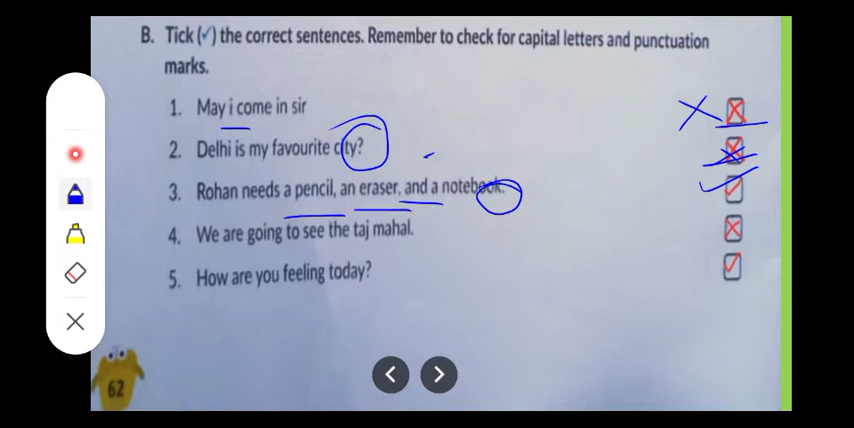 B. Tick (✓) the correct sentences. Remember to check for capital letters and punctuation
marks.
1. May i come in sir
2. Delhi is my favourite city?
3. Rohan needs a pencil, an eraser, and a notebook.
4. We are going to see the taj mahal.
5. How are you feeling today?
62